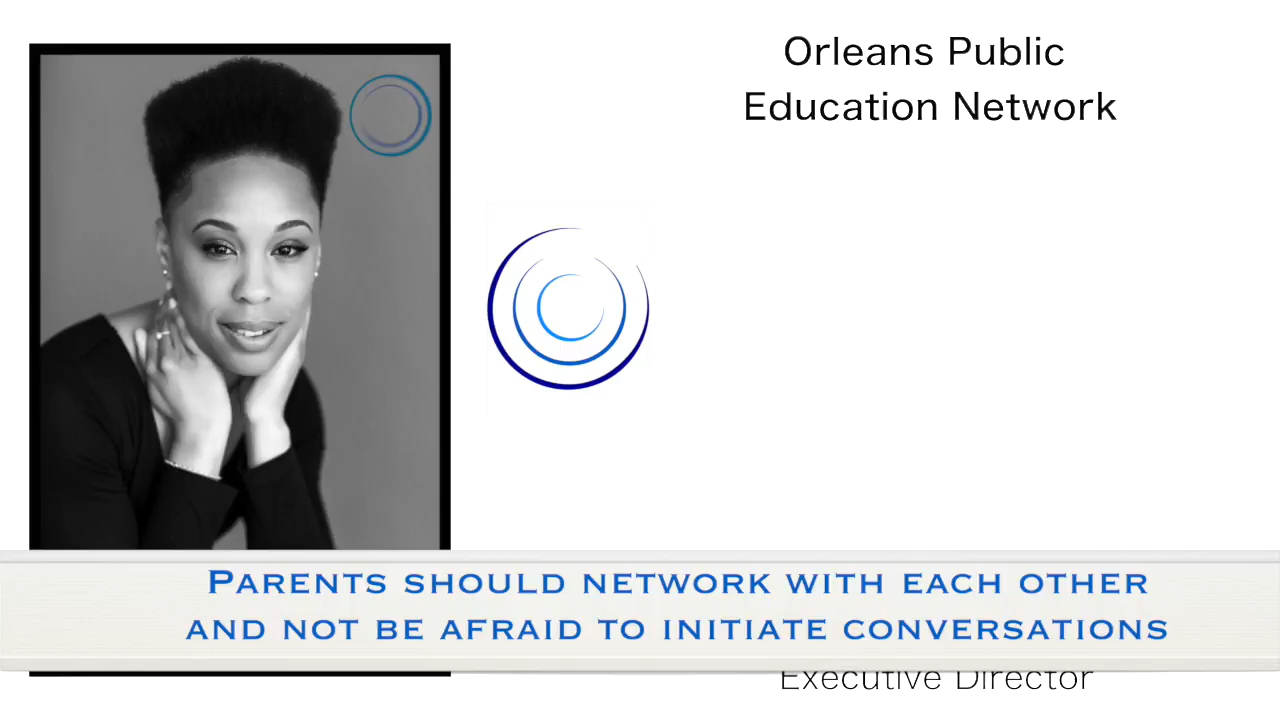 Orleans Public
Education Network
PARENTS SHOULD NETWORK WITH EACH OTHER
AND NOT BE AFRAID TO INITIATE CONVERSATIONS
Executive Director